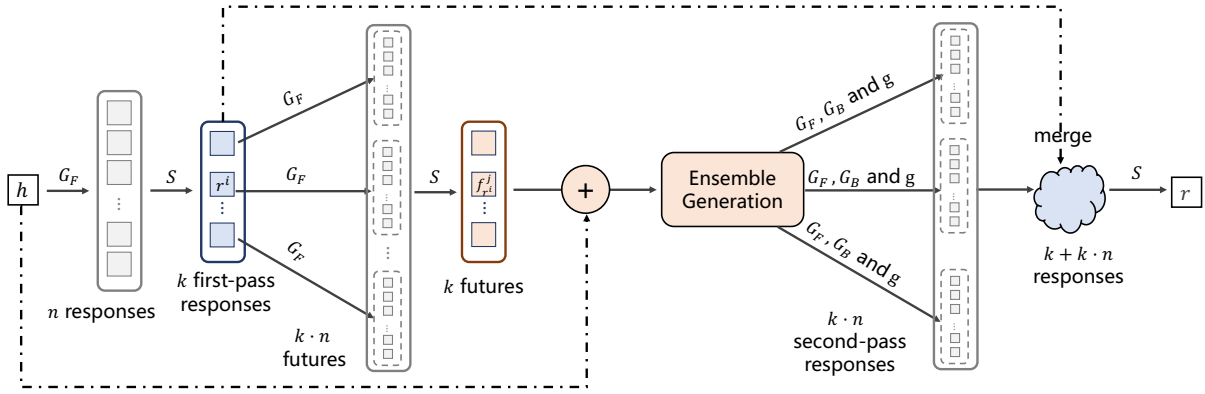 h
G_F
n responses
S
r^i
⋮
k first-pass
responses
G_F
G_F
G_F
k · n
futures
S
f_{r^i}^j
⋮
k futures
+
Ensemble
Generation
G_F, G_B and g
G_F, G_B and g
G_F, G_B and g
k · n
second-pass
responses
merge
k + k · n
responses
S
r